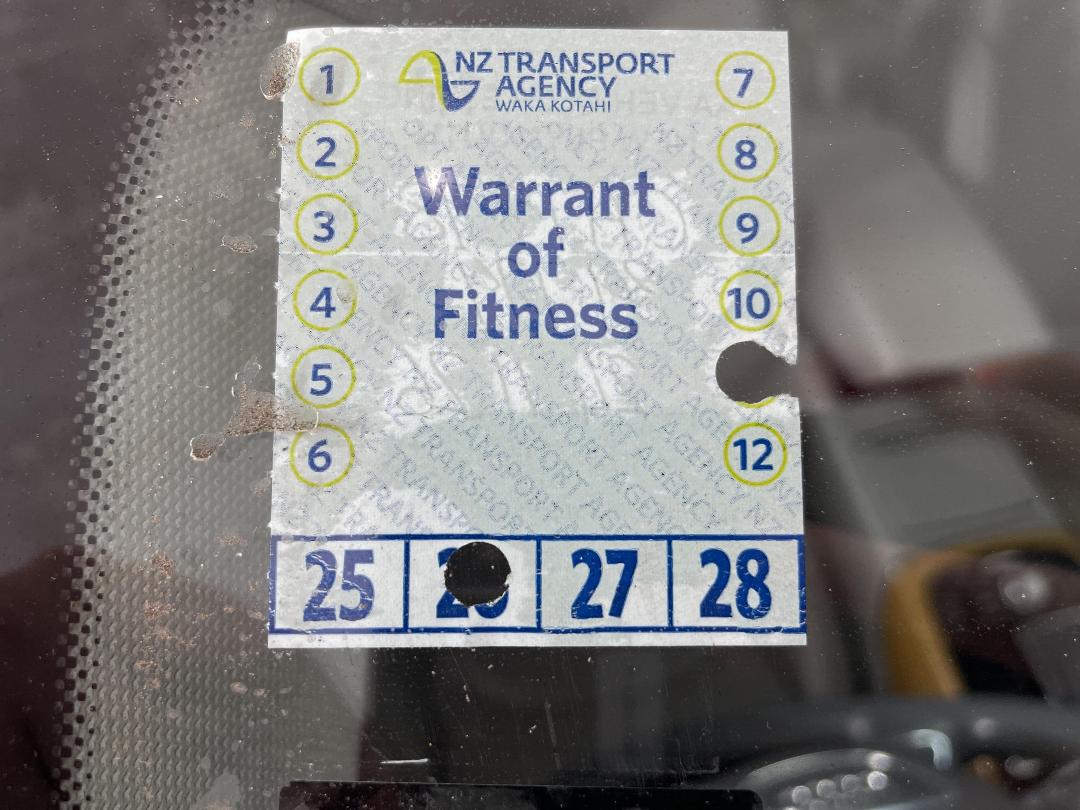 NZ TRANSPORT
AGENCY
WAKA KOTAHI
Warrant
of
Fitness
1
2
3
4
5
6
7
8
9
10
12
25
27
28